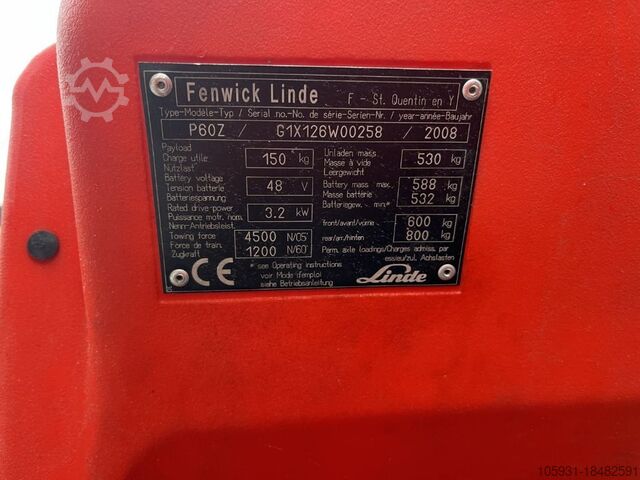 Fenwick Linde F - St. Quentin en Y
Type-Modèle-Typ / Serial .no.-No. de série-Serien-Nr. / year-année-Baujahr
P60Z / G1X126W00258 / 2008
Payload
Charge utile 150 kg
Nutzlast
Battery voltage
Tension batterie 48 V
Batteriespannung
Rated drive-power
Puissance motr. nom. 3.2 kW
Nenn-Antriebsleist.
Towing force 4500 N/05'
Force de train.
Zugkraft 1200 N/60'
Unladen mass
Masse à vide 530 kg
Leergewicht
Battery mass max. 588 kg
Masse batterie
Batteriegew. - min.* 532 kg
front/avant/vorne 600 kg
rear/arr./hinten 800 kg
Perm. axle loadings/Charges admiss. par
essieu/zul. Achslasten
CE
* see Operating instructions
voir Mode d'emploi
siehe Betriebsanleitung
Linde
105931-18482591